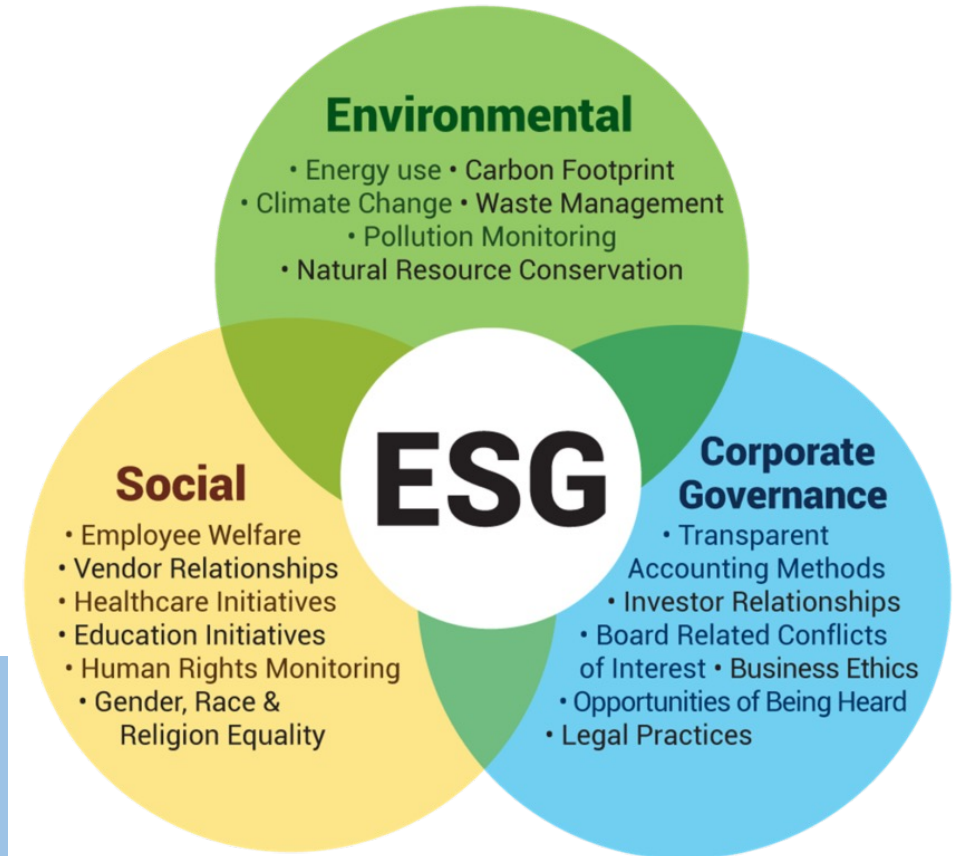 Environmental
• Energy use • Carbon Footprint
• Climate Change • Waste Management
• Pollution Monitoring
• Natural Resource Conservation
ESG
Social
• Employee Welfare
• Vendor Relationships
• Healthcare Initiatives
• Education Initiatives
• Human Rights Monitoring
• Gender, Race &
Religion Equality
Corporate
Governance
• Transparent
Accounting Methods
• Investor Relationships
• Board Related Conflicts
of Interest • Business Ethics
• Opportunities of Being Heard
• Legal Practices